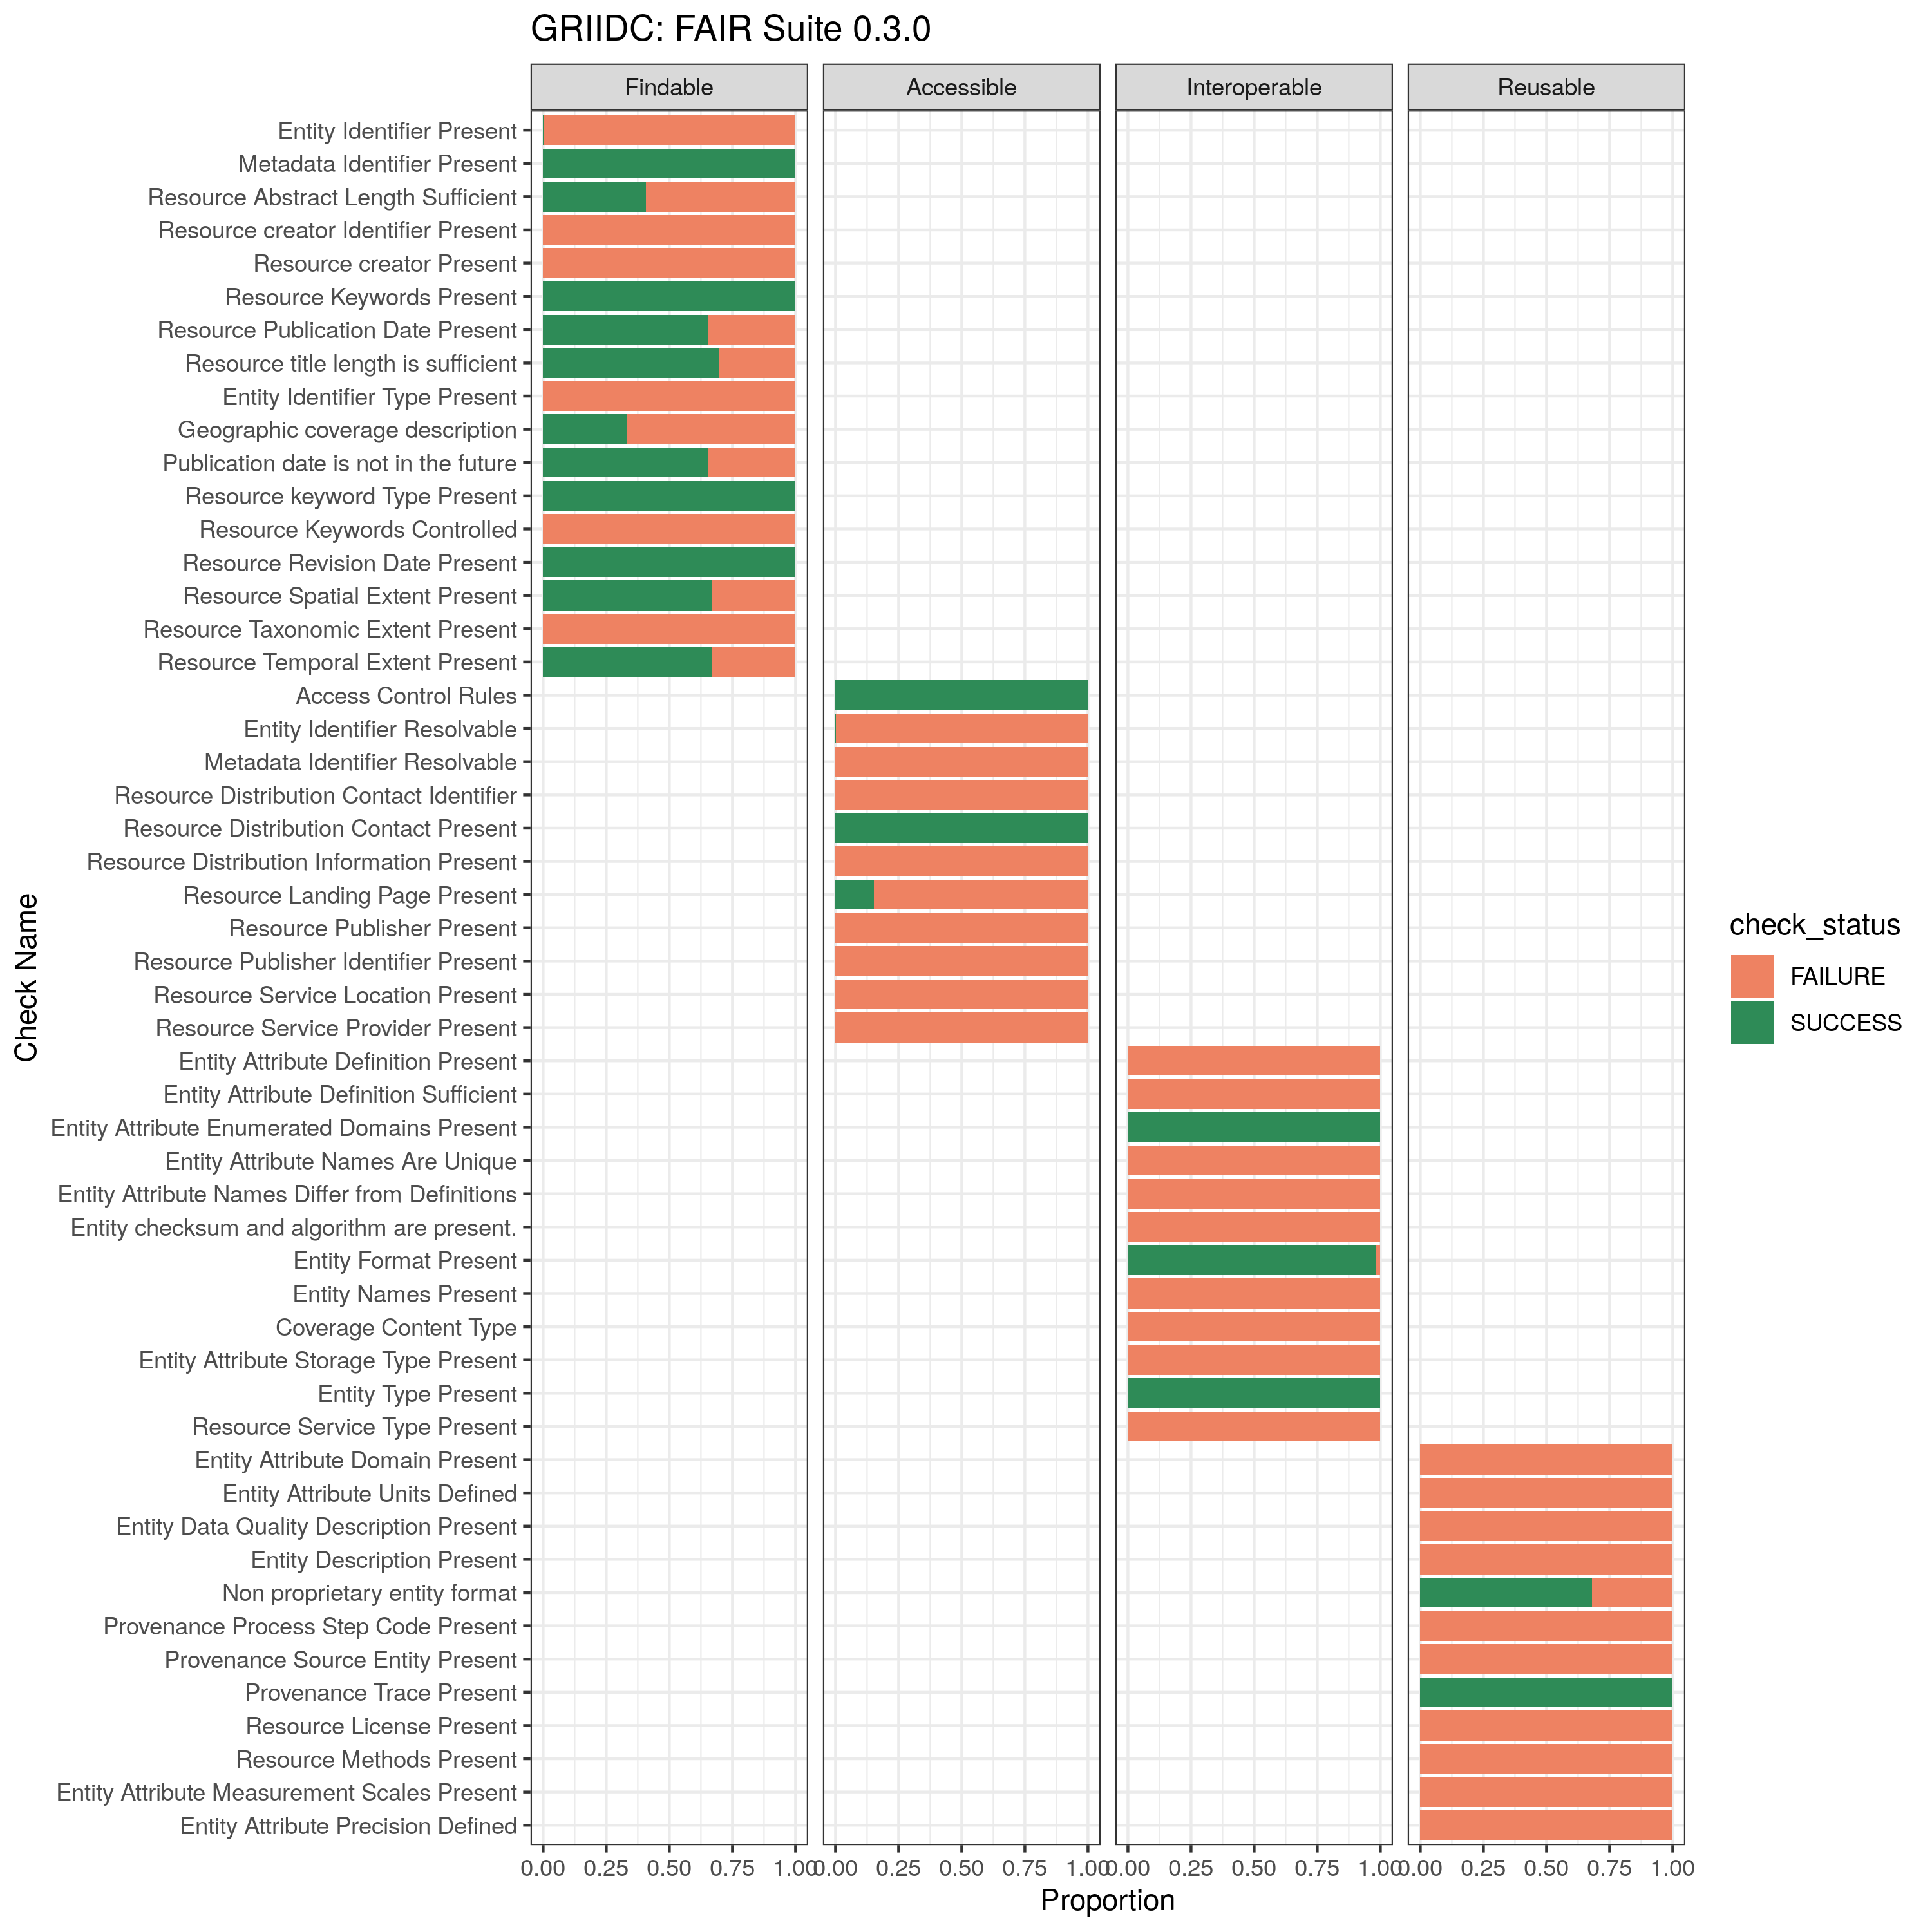 GRIIDC: FAIR Suite 0.3.0
Findable Accessible Interoperable Reusable
Entity Identifier Present
Metadata Identifier Present
Resource Abstract Length Sufficient
Resource creator Identifier Present
Resource creator Present
Resource Keywords Present
Resource Publication Date Present
Resource title length is sufficient
Entity Identifier Type Present
Geographic coverage description
Publication date is not in the future
Resource keyword Type Present
Resource Keywords Controlled
Resource Revision Date Present
Resource Spatial Extent Present
Resource Taxonomic Extent Present
Resource Temporal Extent Present
Access Control Rules
Entity Identifier Resolvable
Metadata Identifier Resolvable
Resource Distribution Contact Identifier
Resource Distribution Contact Present
Resource Distribution Information Present
Resource Landing Page Present
Resource Publisher Present
Resource Publisher Identifier Present
Resource Service Location Present
Resource Service Provider Present
Entity Attribute Definition Present
Entity Attribute Definition Sufficient
Entity Attribute Enumerated Domains Present
Entity Attribute Names Are Unique
Entity Attribute Names Differ from Definitions
Entity checksum and algorithm are present.
Entity Format Present
Entity Names Present
Coverage Content Type
Entity Attribute Storage Type Present
Entity Type Present
Resource Service Type Present
Entity Attribute Domain Present
Entity Attribute Units Defined
Entity Data Quality Description Present
Entity Description Present
Non proprietary entity format
Provenance Process Step Code Present
Provenance Source Entity Present
Provenance Trace Present
Resource License Present
Resource Methods Present
Entity Attribute Measurement Scales Present
Entity Attribute Precision Defined
0.00 0.25 0.50 0.75 1.00 0.00 0.25 0.50 0.75 1.00 0.00 0.25 0.50 0.75 1.00 0.00 0.25 0.50 0.75 1.00
Proportion
Check Name
check_status
FAILURE
SUCCESS